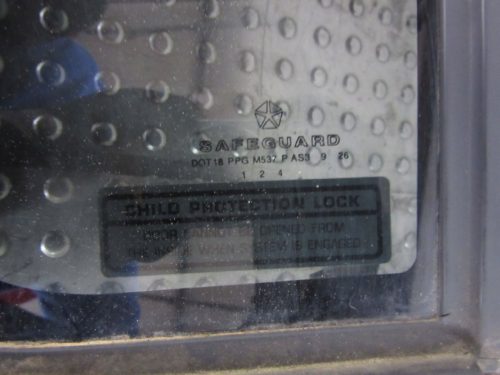 SAFEGUARD
DOT18 PPG M537 P AS3 9 26
1 2 4
CHILD PROTECTION LOCK
DOOR CANNOT BE OPENED FROM
THE INSIDE WHEN SYSTEM IS ENGAGED